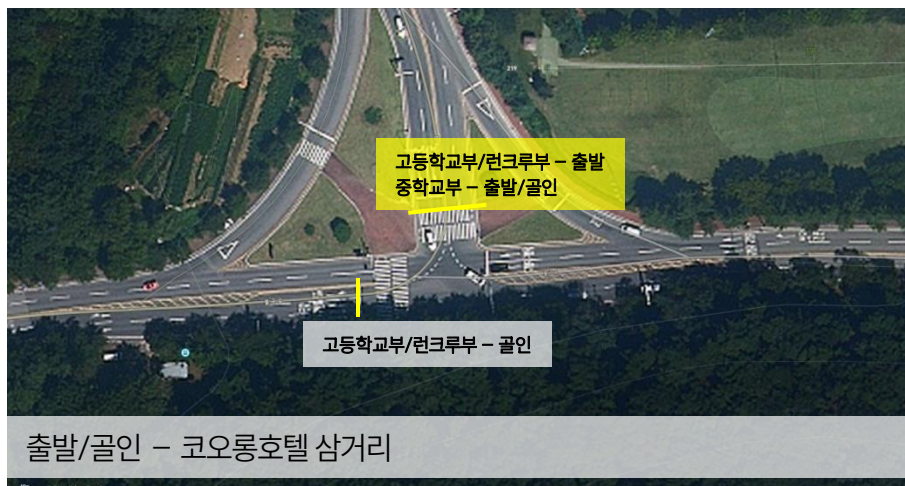 고등학교부/런크루부 – 출발
중학교부 – 출발/골인
고등학교부/런크루부 – 골인
출발/골인 – 코오롱호텔 삼거리